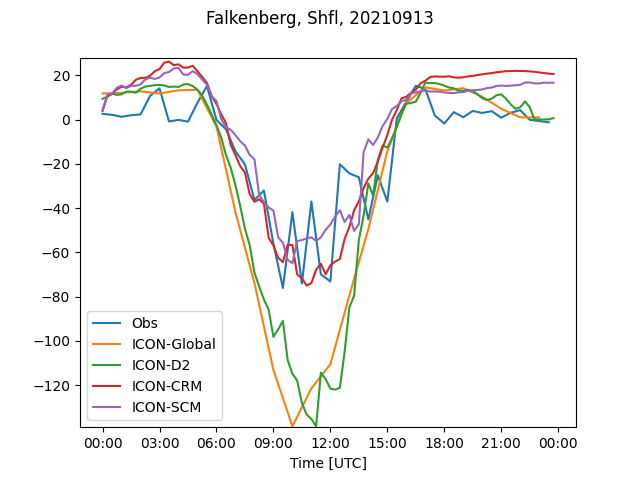 Falkenberg, Shfl, 20210913
20
0
−20
−40
−60
−80
−100
−120
Obs
ICON-Global
ICON-D2
ICON-CRM
ICON-SCM
00:00 03:00 06:00 09:00 12:00 15:00 18:00 21:00 00:00
Time [UTC]